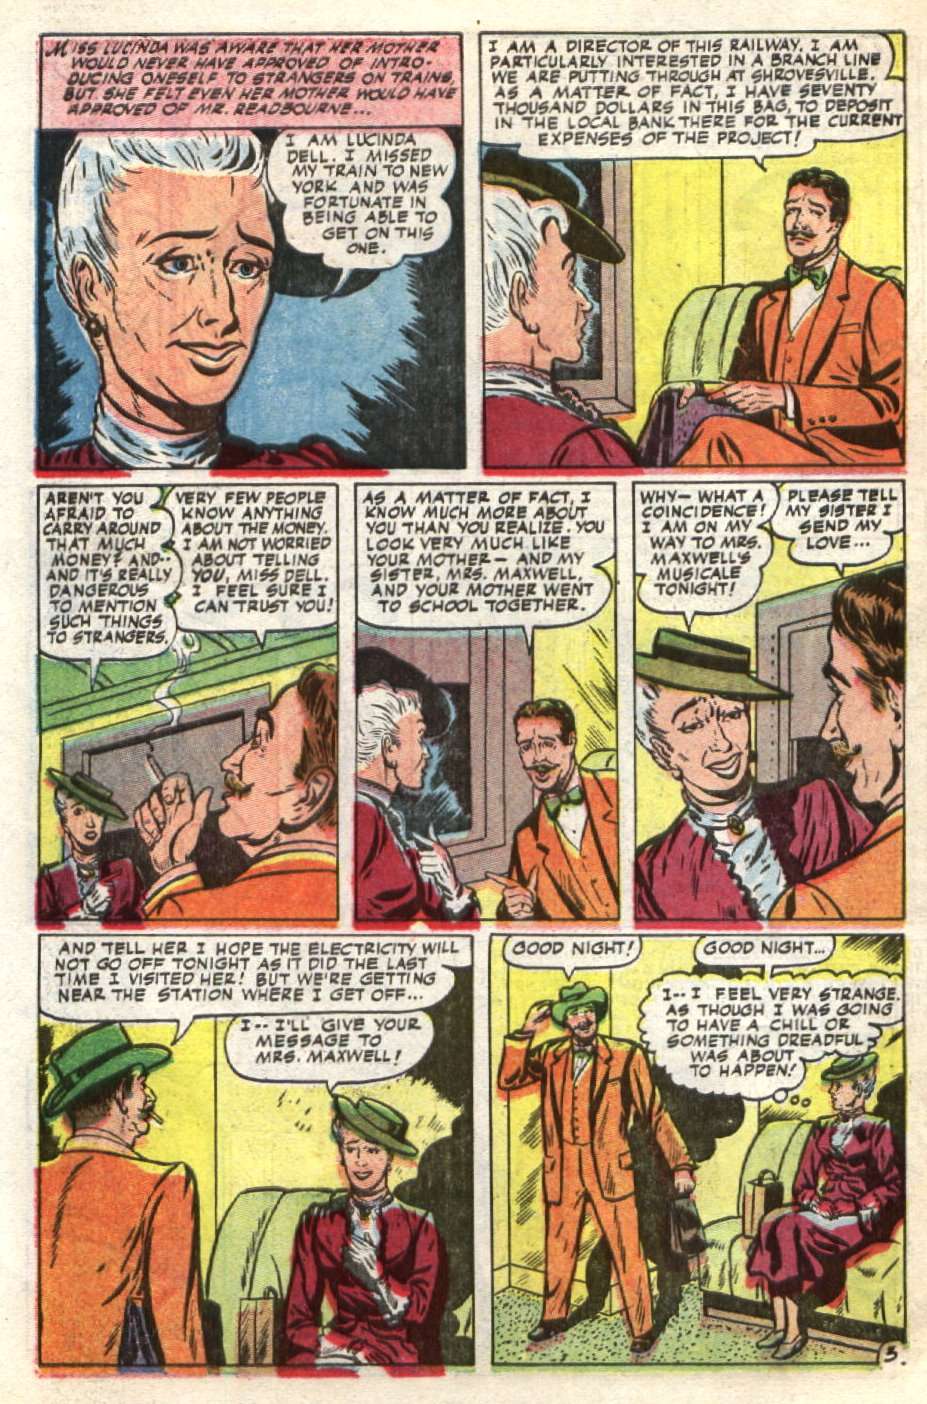 MISS LUCINDA WAS AWARE THAT HER MOTHER
WOULD NEVER HAVE APPROVED OF INTRO-
DUCING ONESELF TO STRANGERS ON TRAINS,
BUT SHE FELT EVEN HER MOTHER WOULD HAVE
APPROVED OF MR. READBOURNE...
I AM LUCINDA
DELL. I MISSED
MY TRAIN TO NEW
YORK AND WAS
FORTUNATE IN
BEING ABLE TO
GET ON THIS
ONE.
I AM A DIRECTOR OF THIS RAILWAY. I AM
PARTICULARLY INTERESTED IN A BRANCH LINE
WE ARE PUTTING THROUGH AT SHROVESVILLE.
AS A MATTER OF FACT, I HAVE SEVENTY
THOUSAND DOLLARS IN THIS BAG, TO DEPOSIT
IN THE LOCAL BANK THERE FOR THE CURRENT
EXPENSES OF THE PROJECT!
AREN'T YOU
AFRAID TO
CARRY AROUND
THAT MUCH
MONEY? AND--
AND IT'S REALLY
DANGEROUS
TO MENTION
SUCH THINGS
TO STRANGERS.
VERY FEW PEOPLE
KNOW ANYTHING
ABOUT THE MONEY.
I AM NOT WORRIED
ABOUT TELLING
YOU, MISS DELL.
I FEEL SURE I
CAN TRUST YOU!
AS A MATTER OF FACT, I
KNOW MUCH MORE ABOUT
YOU THAN YOU REALIZE. YOU
LOOK VERY MUCH LIKE
YOUR MOTHER-- AND MY
SISTER, MRS. MAXWELL,
AND YOUR MOTHER WENT
TO SCHOOL TOGETHER.
WHY-- WHAT A
COINCIDENCE!
I AM ON MY
WAY TO MRS.
MAXWELL'S
MUSICALE
TONIGHT!
PLEASE TELL
MY SISTER I
SEND MY
LOVE...
AND TELL HER I HOPE THE ELECTRICITY WILL
NOT GO OFF TONIGHT AS IT DID THE LAST
TIME I VISITED HER! BUT WE'RE GETTING
NEAR THE STATION WHERE I GET OFF...
I-- I'LL GIVE YOUR
MESSAGE TO
MRS. MAXWELL!
GOOD NIGHT!
GOOD NIGHT...
I-- I FEEL VERY STRANGE.
AS THOUGH I WAS GOING
TO HAVE A CHILL OR
SOMETHING DREADFUL
WAS ABOUT
TO HAPPEN!
3.